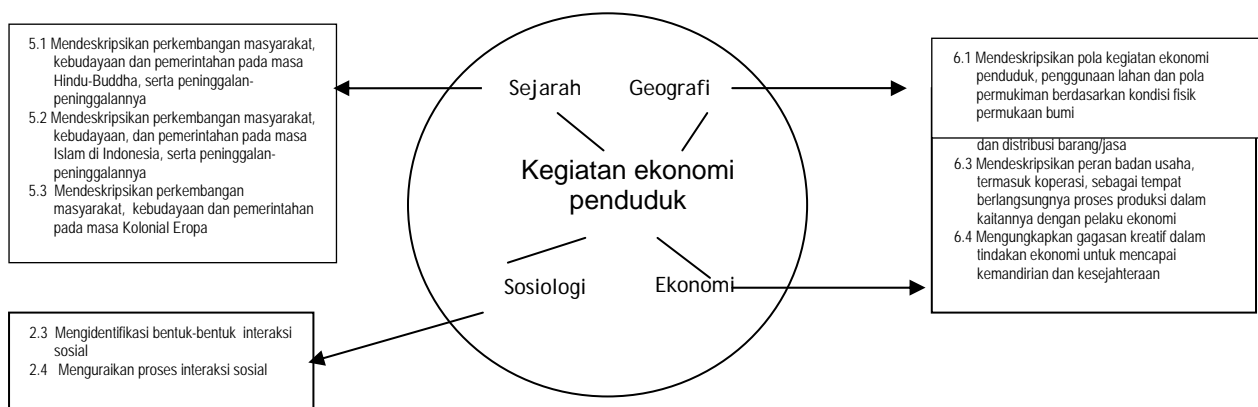 5.1 Mendeskripsikan perkembangan masyarakat,
kebudayaan dan pemerintahan pada masa
Hindu-Buddha, serta peninggalan-
peninggalannya
5.2 Mendeskripsikan perkembangan masyarakat,
kebudayaan, dan pemerintahan pada masa
Islam di Indonesia, serta peninggalan-
peninggalannya
5.3 Mendeskripsikan perkembangan
masyarakat, kebudayaan dan pemerintahan
pada masa Kolonial Eropa
Sejarah
Geografi
Kegiatan ekonomi
penduduk
Sosiologi
Ekonomi
6.1 Mendeskripsikan pola kegiatan ekonomi
penduduk, penggunaan lahan dan pola
permukiman berdasarkan kondisi fisik
permukaan bumi
dan distribusi barang/jasa
6.3 Mendeskripsikan peran badan usaha,
termasuk koperasi, sebagai tempat
berlangsungnya proses produksi dalam
kaitannya dengan pelaku ekonomi
6.4 Mengungkapkan gagasan kreatif dalam
tindakan ekonomi untuk mencapai
kemandirian dan kesejahteraan
2.3 Mengidentifikasi bentuk-bentuk interaksi
sosial
2.4 Menguraikan proses interaksi sosial